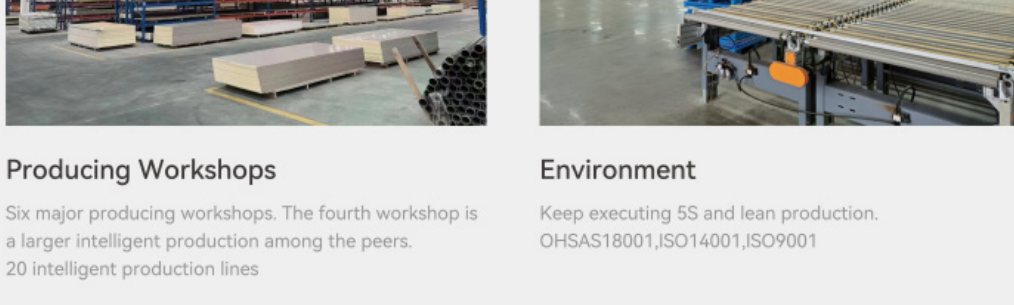 Producing Workshops
Six major producing workshops. The fourth workshop is
a larger intelligent production among the peers.
20 intelligent production lines
Environment
Keep executing 5S and lean production.
OHSAS18001,ISO14001,ISO9001